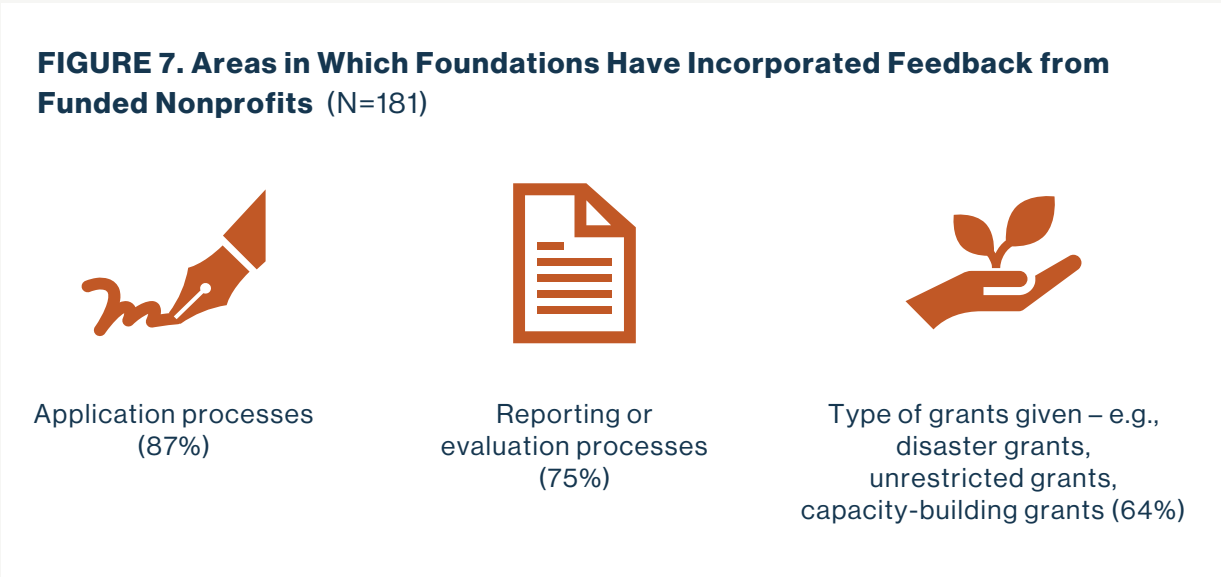 FIGURE 7. Areas in Which Foundations Have Incorporated Feedback from
Funded Nonprofits (N=181)
Application processes
(87%)
Reporting or
evaluation processes
(75%)
Type of grants given – e.g.,
disaster grants,
unrestricted grants,
capacity-building grants (64%)